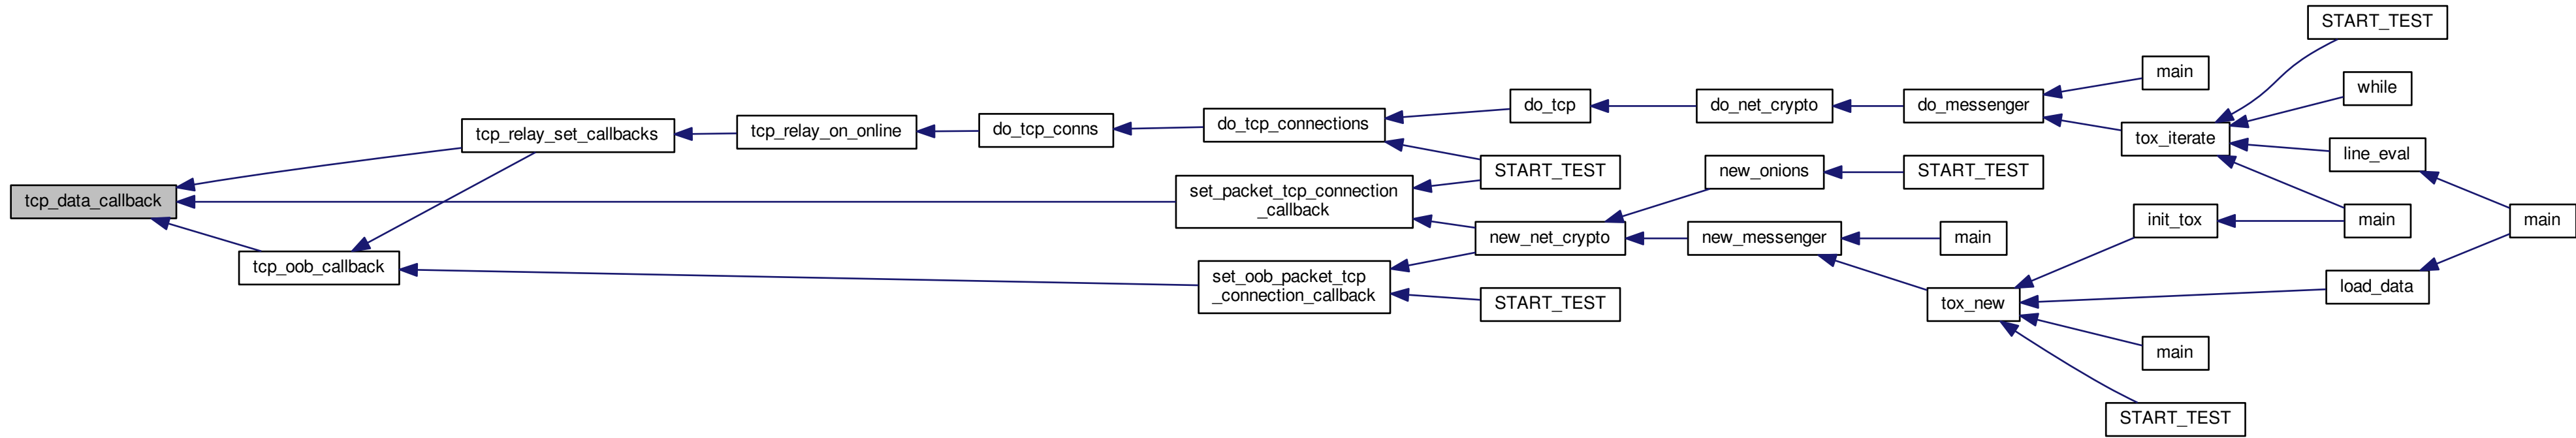 tcp_data_callback
tcp_relay_set_callbacks
tcp_oob_callback
tcp_relay_on_online
do_tcp_conns
do_tcp_connections
set_packet_tcp_connection
_callback
set_oob_packet_tcp
_connection_callback
do_tcp
START_TEST
new_net_crypto
START_TEST
do_net_crypto
new_onions
new_messenger
do_messenger
START_TEST
main
tox_new
main
tox_iterate
init_tox
main
START_TEST
START_TEST
while
line_eval
main
load_data
main